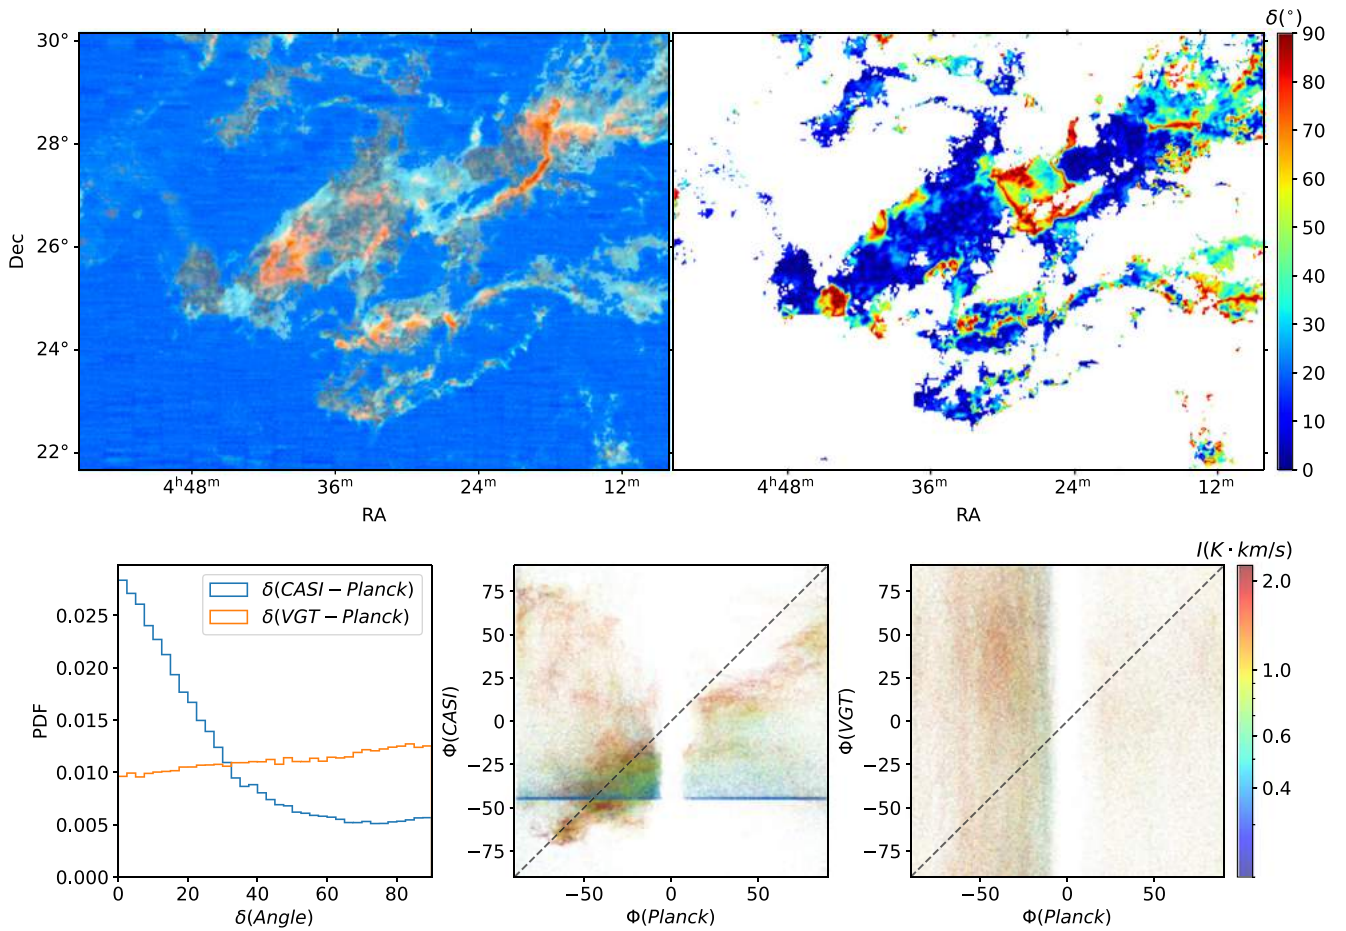 δ(°)
30°
28°
26°
24°
22°
Dec
4ʰ48ᵐ 36ᵐ 24ᵐ 12ᵐ
RA
4ʰ48ᵐ 36ᵐ 24ᵐ 12ᵐ
RA
90
80
70
60
50
40
30
20
10
0
δ(CASI − Planck)
δ(VGT − Planck)
0.025
0.020
0.015
0.010
0.005
0.000
PDF
0 20 40 60 80
δ(Angle)
75
50
25
0
−25
−50
−75
Φ(CASI)
−50 0 50
Φ(Planck)
75
50
25
0
−25
−50
−75
Φ(VGT)
−50 0 50
Φ(Planck)
I(K · km/s)
2.0
1.0
0.6
0.4